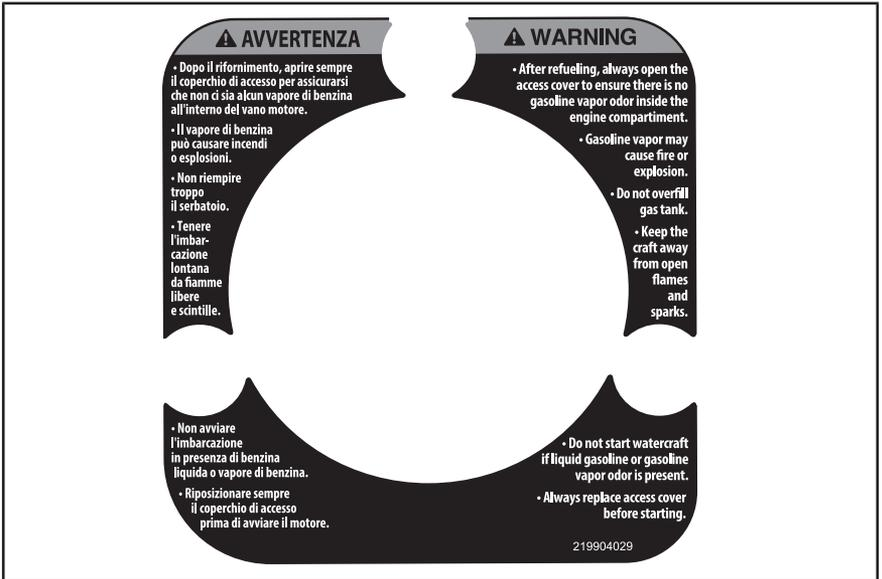 ⚠ AVVERTENZA
• Dopo il rifornimento, aprire sempre
il coperchio di accesso per assicurarsi
che non ci sia alcun vapore di benzina
all'interno del vano motore.
• Il vapore di benzina
può causare incendi
o esplosioni.
• Non riempire
troppo
il serbatoio.
• Tenere
l'imbar-
cazione
lontana
da fiamme
libere
e scintille.
• Non avviare
l'imbarcazione
in presenza di benzina
liquida o vapore di benzina.
• Riposizionare sempre
il coperchio di accesso
prima di avviare il motore.
⚠ WARNING
• After refueling, always open the
access cover to ensure there is no
gasoline vapor odor inside the
engine compartiment.
• Gasoline vapor may
cause fire or
explosion.
• Do not overfill
gas tank.
• Keep the
craft away
from open
flames
and
sparks.
• Do not start watercraft
if liquid gasoline or gasoline
vapor odor is present.
• Always replace access cover
before starting.
219904029